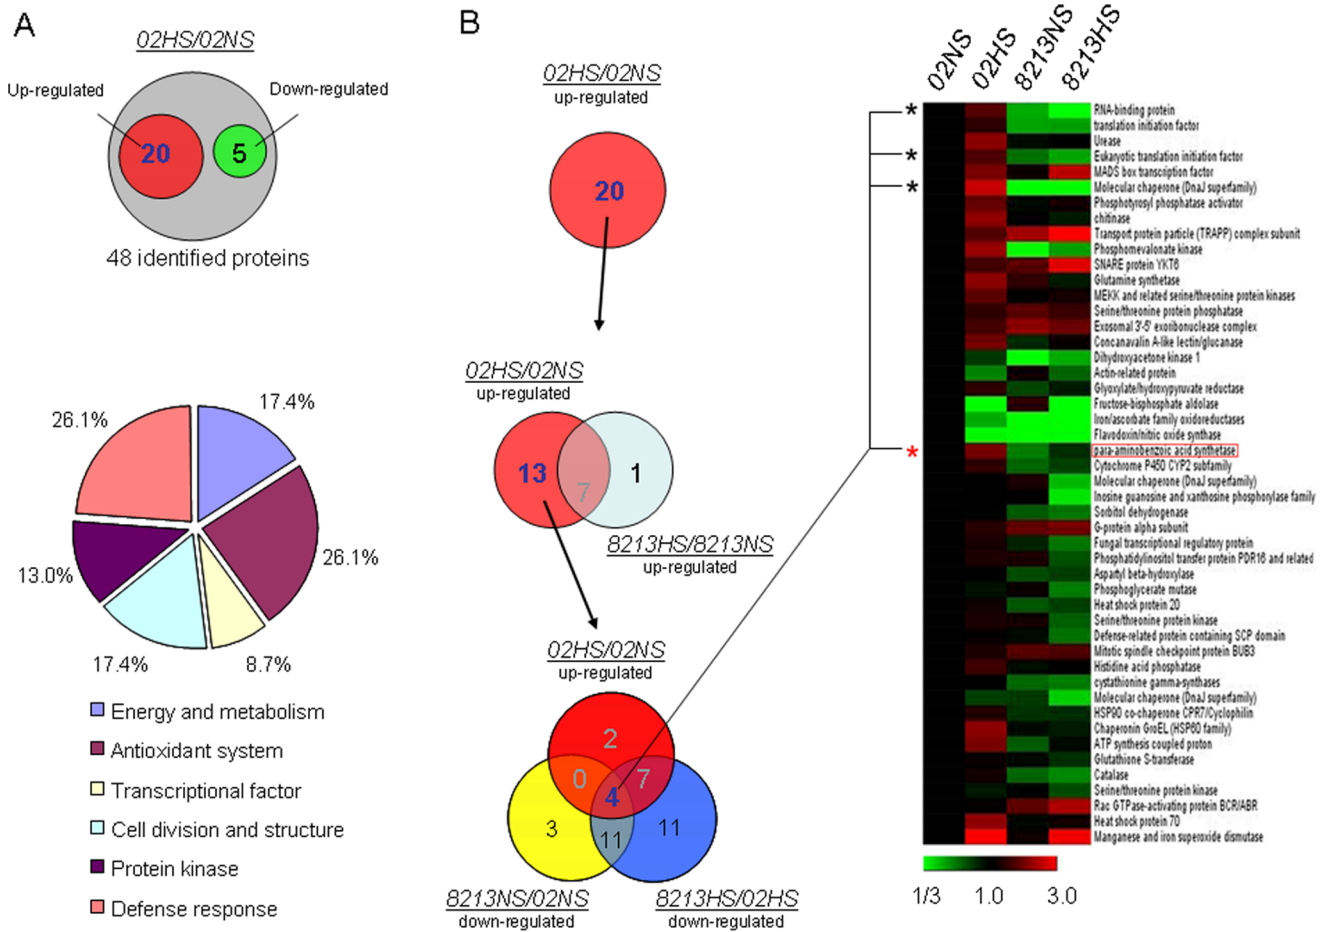 A
02HS/02NS
Up-regulated
Down-regulated
20
5
48 identified proteins
26.1%
17.4%
13.0%
26.1%
17.4%
8.7%
Energy and metabolism
Antioxidant system
Transcriptional factor
Cell division and structure
Protein kinase
Defense response
B
02HS/02NS
up-regulated
20
02HS/02NS
up-regulated
13
7
1
8213HS/8213NS
up-regulated
02HS/02NS
up-regulated
2
0
7
4
3
11
11
8213NS/02NS
down-regulated
8213HS/02HS
down-regulated
02NS
02HS
8213NS
8213HS
*
*
*
*
RNA-binding protein
translation initiation factor
Urease
Eukaryotic translation initiation factor
MADS box transcription factor
Molecular chaperone (DnaJ superfamily)
Phosphotyrosyl phosphatase activator
chitinase
Transport protein particle (TRAPP) complex subunit
Phosphomevalonate kinase
SNARE protein YKT6
Glutamine synthetase
MEKK and related serine/threonine protein kinases
Serine/threonine protein phosphatase
Exosomal 3'-5' exoribonuclease complex
Concanavalin A-like lectin/glucanase
Dihydroxyacetone kinase 1
Actin-related protein
Glyoxylate/hydroxypyruvate reductase
Fructose-bisphosphate aldolase
Iron/ascorbate family oxidoreductases
Flavodoxin/nitric oxide synthase
para-aminobenzoic acid synthetase
Cytochrome P450 CYP2 subfamily
Molecular chaperone (DnaJ superfamily)
Inosine guanosine and xanthosine phosphorylase family
Sorbitol dehydrogenase
G-protein alpha subunit
Fungal transcriptional regulatory protein
Phosphatidylinositol transfer protein PDR16 and related
Aspartyl beta-hydroxylase
Phosphoglycerate mutase
Heat shock protein 20
Serine/threonine protein kinase
Defense-related protein containing SCP domain
Mitotic spindle checkpoint protein BUB3
Histidine acid phosphatase
cystathionine gamma-synthases
Molecular chaperone (DnaJ superfamily)
HSP90 co-chaperone CPR7/Cyclophilin
Chaperonin GroEL (HSP60 family)
ATP synthesis coupled proton
Glutathione S-transferase
Catalase
Serine/threonine protein kinase
Rac GTPase-activating protein BCR/ABR
Heat shock protein 70
Manganese and iron superoxide dismutase
1/3
1.0
3.0